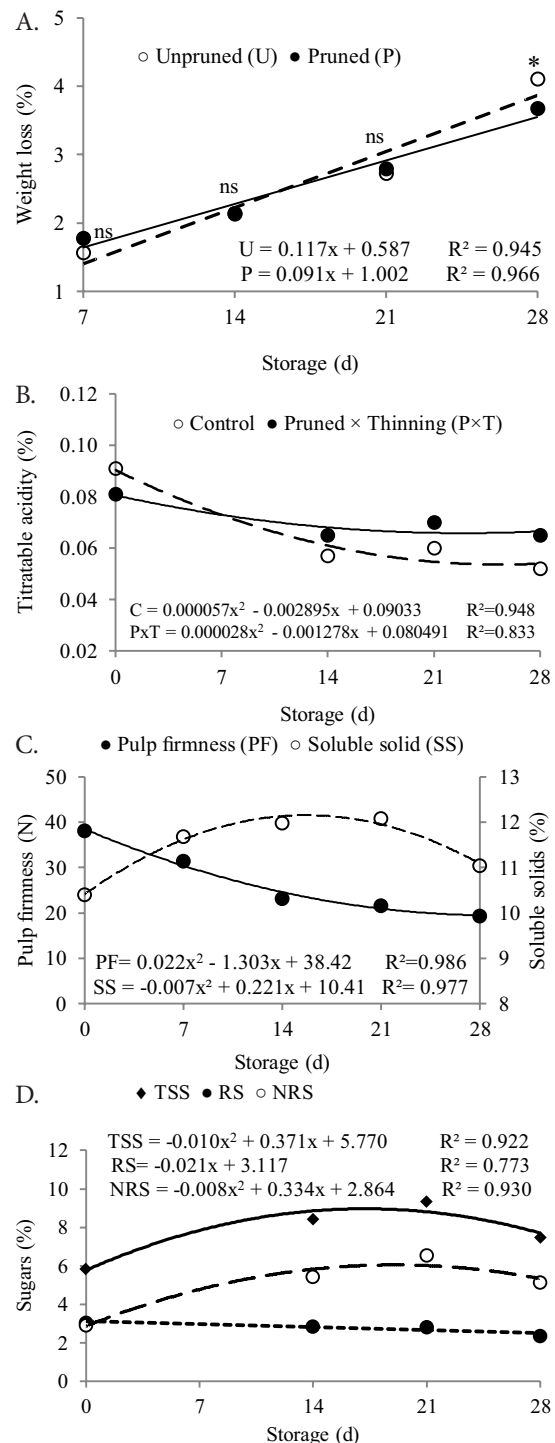 A.
Unpruned (U) Pruned (P)
Weight loss (%)
5
4
3
2
1
ns
ns
ns
*
U = 0.117x + 0.587 R² = 0.945
P = 0.091x + 1.002 R² = 0.966
7 14 21 28
Storage (d)
B.
Control Pruned × Thinning (P×T)
Titratable acidity (%)
0.12
0.10
0.08
0.06
0.04
0.02
C = 0.000057x² - 0.002895x + 0.09033 R²=0.948
PxT = 0.000028x² - 0.001278x + 0.080491 R²=0.833
0 7 14 21 28
Storage (d)
C.
Pulp firmness (PF) Soluble solid (SS)
Pulp firmness (N)
50
40
30
20
10
0
13
12
11
10
9
8
Soluble solids (%)
PF= 0.022x² - 1.303x + 38.42 R²=0.986
SS = -0.007x² + 0.221x + 10.41 R²= 0.977
0 7 14 21 28
Storage (d)
D.
TSS RS NRS
Sugars (%)
12
10
8
6
4
2
0
TSS = -0.010x² + 0.371x + 5.770 R² = 0.922
RS= -0.021x + 3.117 R² = 0.773
NRS = -0.008x² + 0.334x + 2.864 R² = 0.930
0 7 14 21 28
Storage (d)